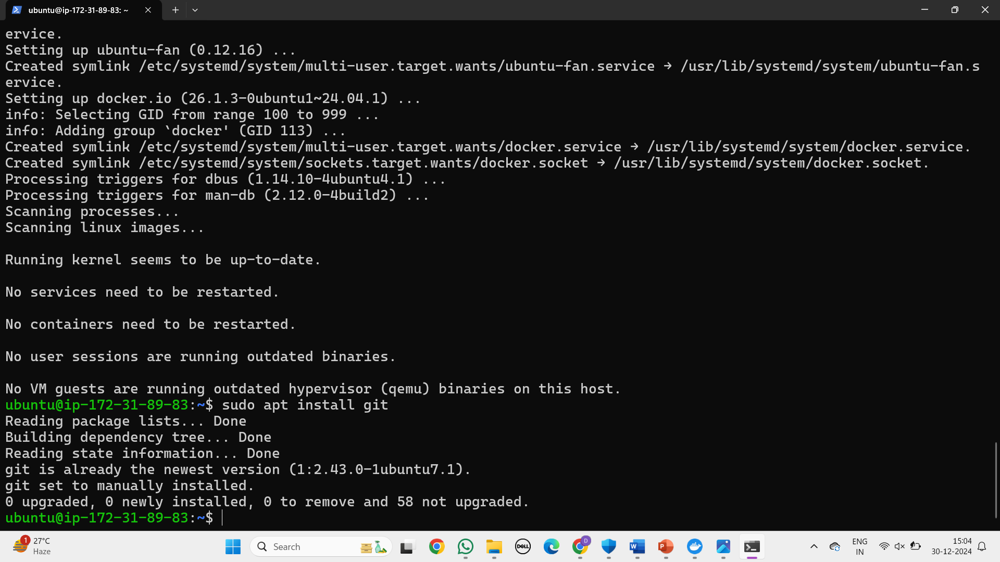 ubuntu@ip-172-31-89-83: ~
ervice.
Setting up ubuntu-fan (0.12.16) ...
Created symlink /etc/systemd/system/multi-user.target.wants/ubuntu-fan.service → /usr/lib/systemd/system/ubuntu-fan.s
ervice.
Setting up docker.io (26.1.3-0ubuntu1~24.04.1) ...
info: Selecting GID from range 100 to 999 ...
info: Adding group `docker' (GID 113) ...
Created symlink /etc/systemd/system/multi-user.target.wants/docker.service → /usr/lib/systemd/system/docker.service.
Created symlink /etc/systemd/system/sockets.target.wants/docker.socket → /usr/lib/systemd/system/docker.socket.
Processing triggers for dbus (1.14.10-4ubuntu4.1) ...
Processing triggers for man-db (2.12.0-4build2) ...
Scanning processes...
Scanning linux images...
Running kernel seems to be up-to-date.
No services need to be restarted.
No containers need to be restarted.
No user sessions are running outdated binaries.
No VM guests are running outdated hypervisor (qemu) binaries on this host.
ubuntu@ip-172-31-89-83:~$ sudo apt install git
Reading package lists... Done
Building dependency tree... Done
Reading state information... Done
git is already the newest version (1:2.43.0-1ubuntu7.1).
git set to manually installed.
0 upgraded, 0 newly installed, 0 to remove and 58 not upgraded.
ubuntu@ip-172-31-89-83:~$
1
27°C
Haze
Search
DELL
D
W
P
ENG
IN
15:04
30-12-2024